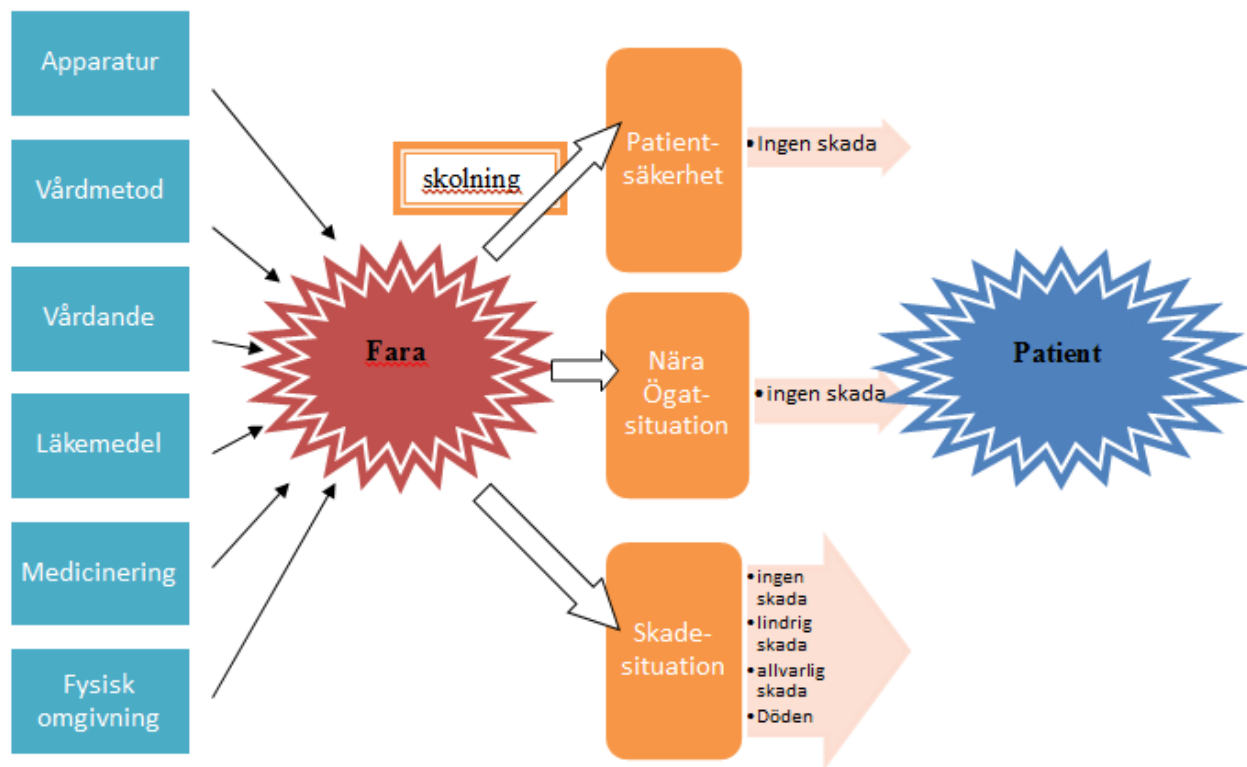 Apparatur
Vårdmetod
Vårdande
Läkemedel
Medicinering
Fysisk
omgivning
skolning
Fara
Patient-
säkerhet
•Ingen skada
Nära
Ögat-
situation
•ingen skada
Skade-
situation
•ingen
skada
•lindrig
skada
•allvarlig
skada
•Döden
Patient